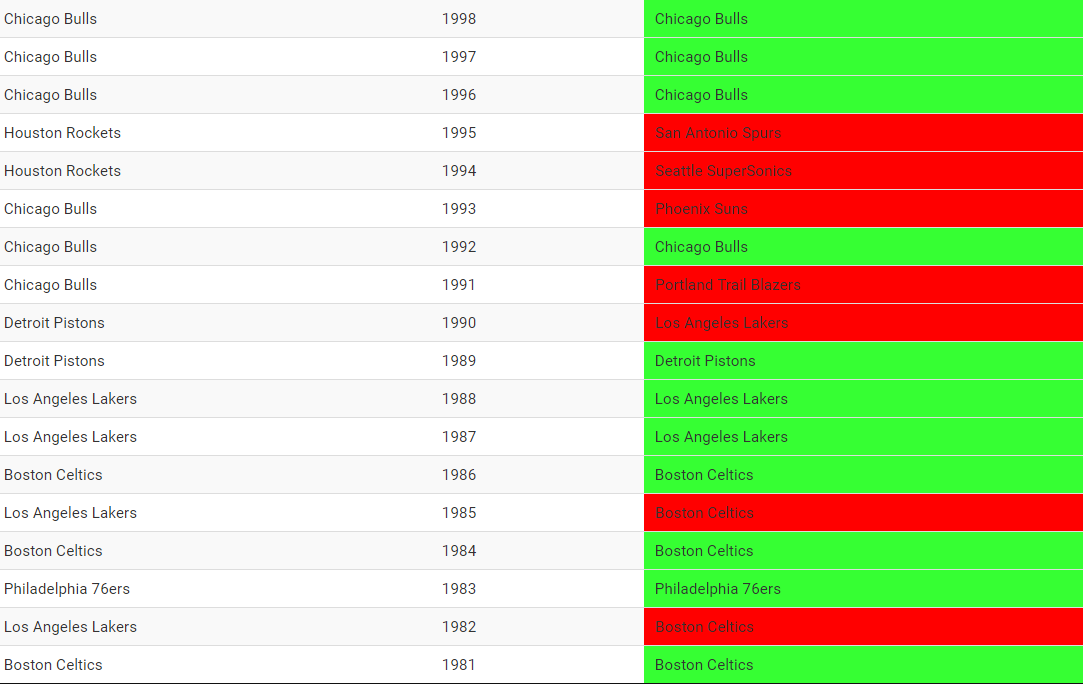 Chicago Bulls 1998 Chicago Bulls
Chicago Bulls 1997 Chicago Bulls
Chicago Bulls 1996 Chicago Bulls
Houston Rockets 1995 San Antonio Spurs
Houston Rockets 1994 Seattle SuperSonics
Chicago Bulls 1993 Phoenix Suns
Chicago Bulls 1992 Chicago Bulls
Chicago Bulls 1991 Portland Trail Blazers
Detroit Pistons 1990 Los Angeles Lakers
Detroit Pistons 1989 Detroit Pistons
Los Angeles Lakers 1988 Los Angeles Lakers
Los Angeles Lakers 1987 Los Angeles Lakers
Boston Celtics 1986 Boston Celtics
Los Angeles Lakers 1985 Boston Celtics
Boston Celtics 1984 Boston Celtics
Philadelphia 76ers 1983 Philadelphia 76ers
Los Angeles Lakers 1982 Boston Celtics
Boston Celtics 1981 Boston Celtics